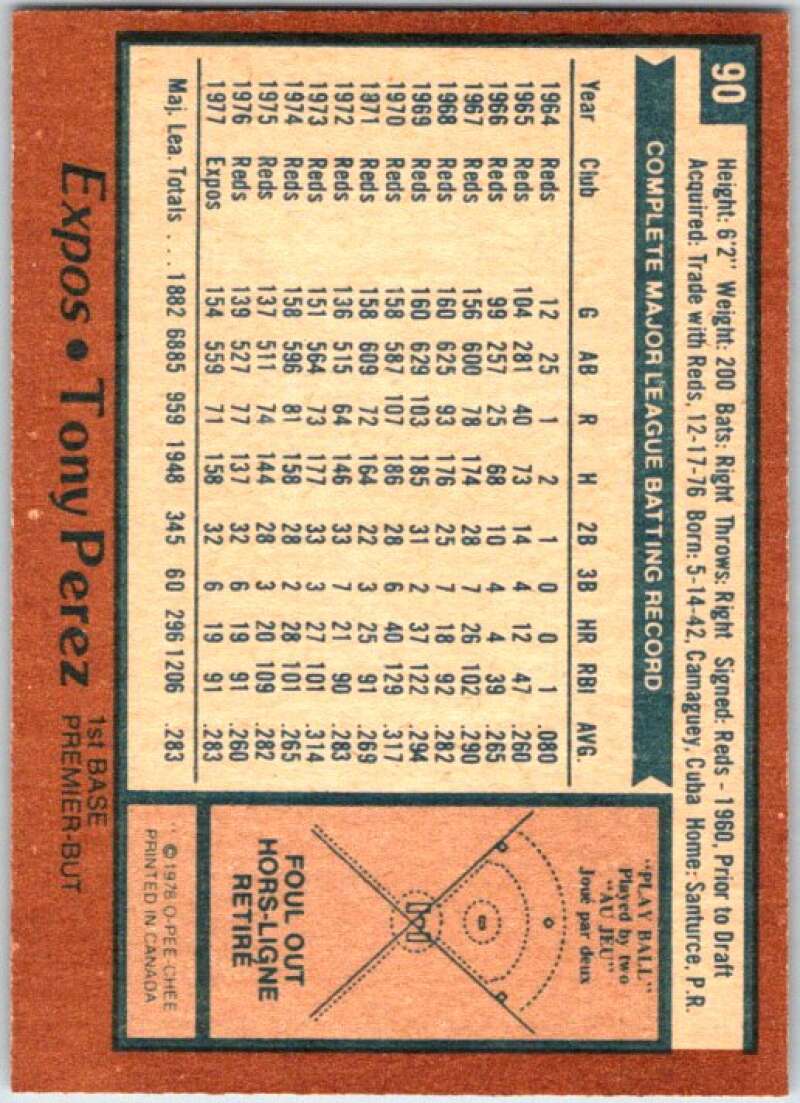 90
Height: 6'2" Weight: 200 Bats: Right Throws: Right Signed: Reds - 1960, Prior to Draft
Acquired: Trade with Reds, 12-17-76 Born: 5-14-42, Camaguey, Cuba Home: Santurce, P.R.
COMPLETE MAJOR LEAGUE BATTING RECORD
Year Club G AB R H 2B 3B HR RBI AVG.
1964 Reds 12 25 1 2 1 0 0 1 .080
1965 Reds 104 281 40 73 14 4 12 47 .260
1966 Reds 99 257 25 68 10 4 4 39 .265
1967 Reds 156 600 78 174 28 7 26 102 .290
1968 Reds 160 625 93 176 25 7 18 92 .282
1969 Reds 160 629 103 185 31 2 37 122 .294
1970 Reds 158 587 107 186 28 6 40 129 .317
1971 Reds 158 609 72 164 22 3 25 91 .269
1972 Reds 136 515 64 146 33 7 21 90 .283
1973 Reds 151 564 73 177 33 3 27 101 .314
1974 Reds 158 596 81 158 28 2 28 101 .265
1975 Reds 137 511 74 144 28 3 20 109 .282
1976 Reds 139 527 77 137 32 6 19 91 .260
1977 Expos 154 559 71 158 32 6 19 91 .283
Maj. Lea. Totals . . . 1882 6885 959 1948 345 60 296 1206 .283
"PLAY BALL"
Played by two
"AU JEU"
Joué par deux
FOUL OUT
HORS-LIGNE
RETIRÉ
© 1978 O-PEE-CHEE
PRINTED IN CANADA
Expos • Tony Perez 1st BASE
PREMIER-BUT